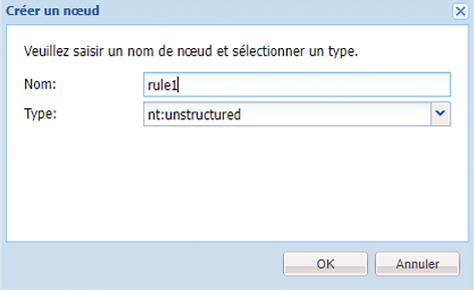 Créer un nœud
Veuillez saisir un nom de nœud et sélectionner un type.
Nom: rule1
Type: nt:unstructured
OK Annuler